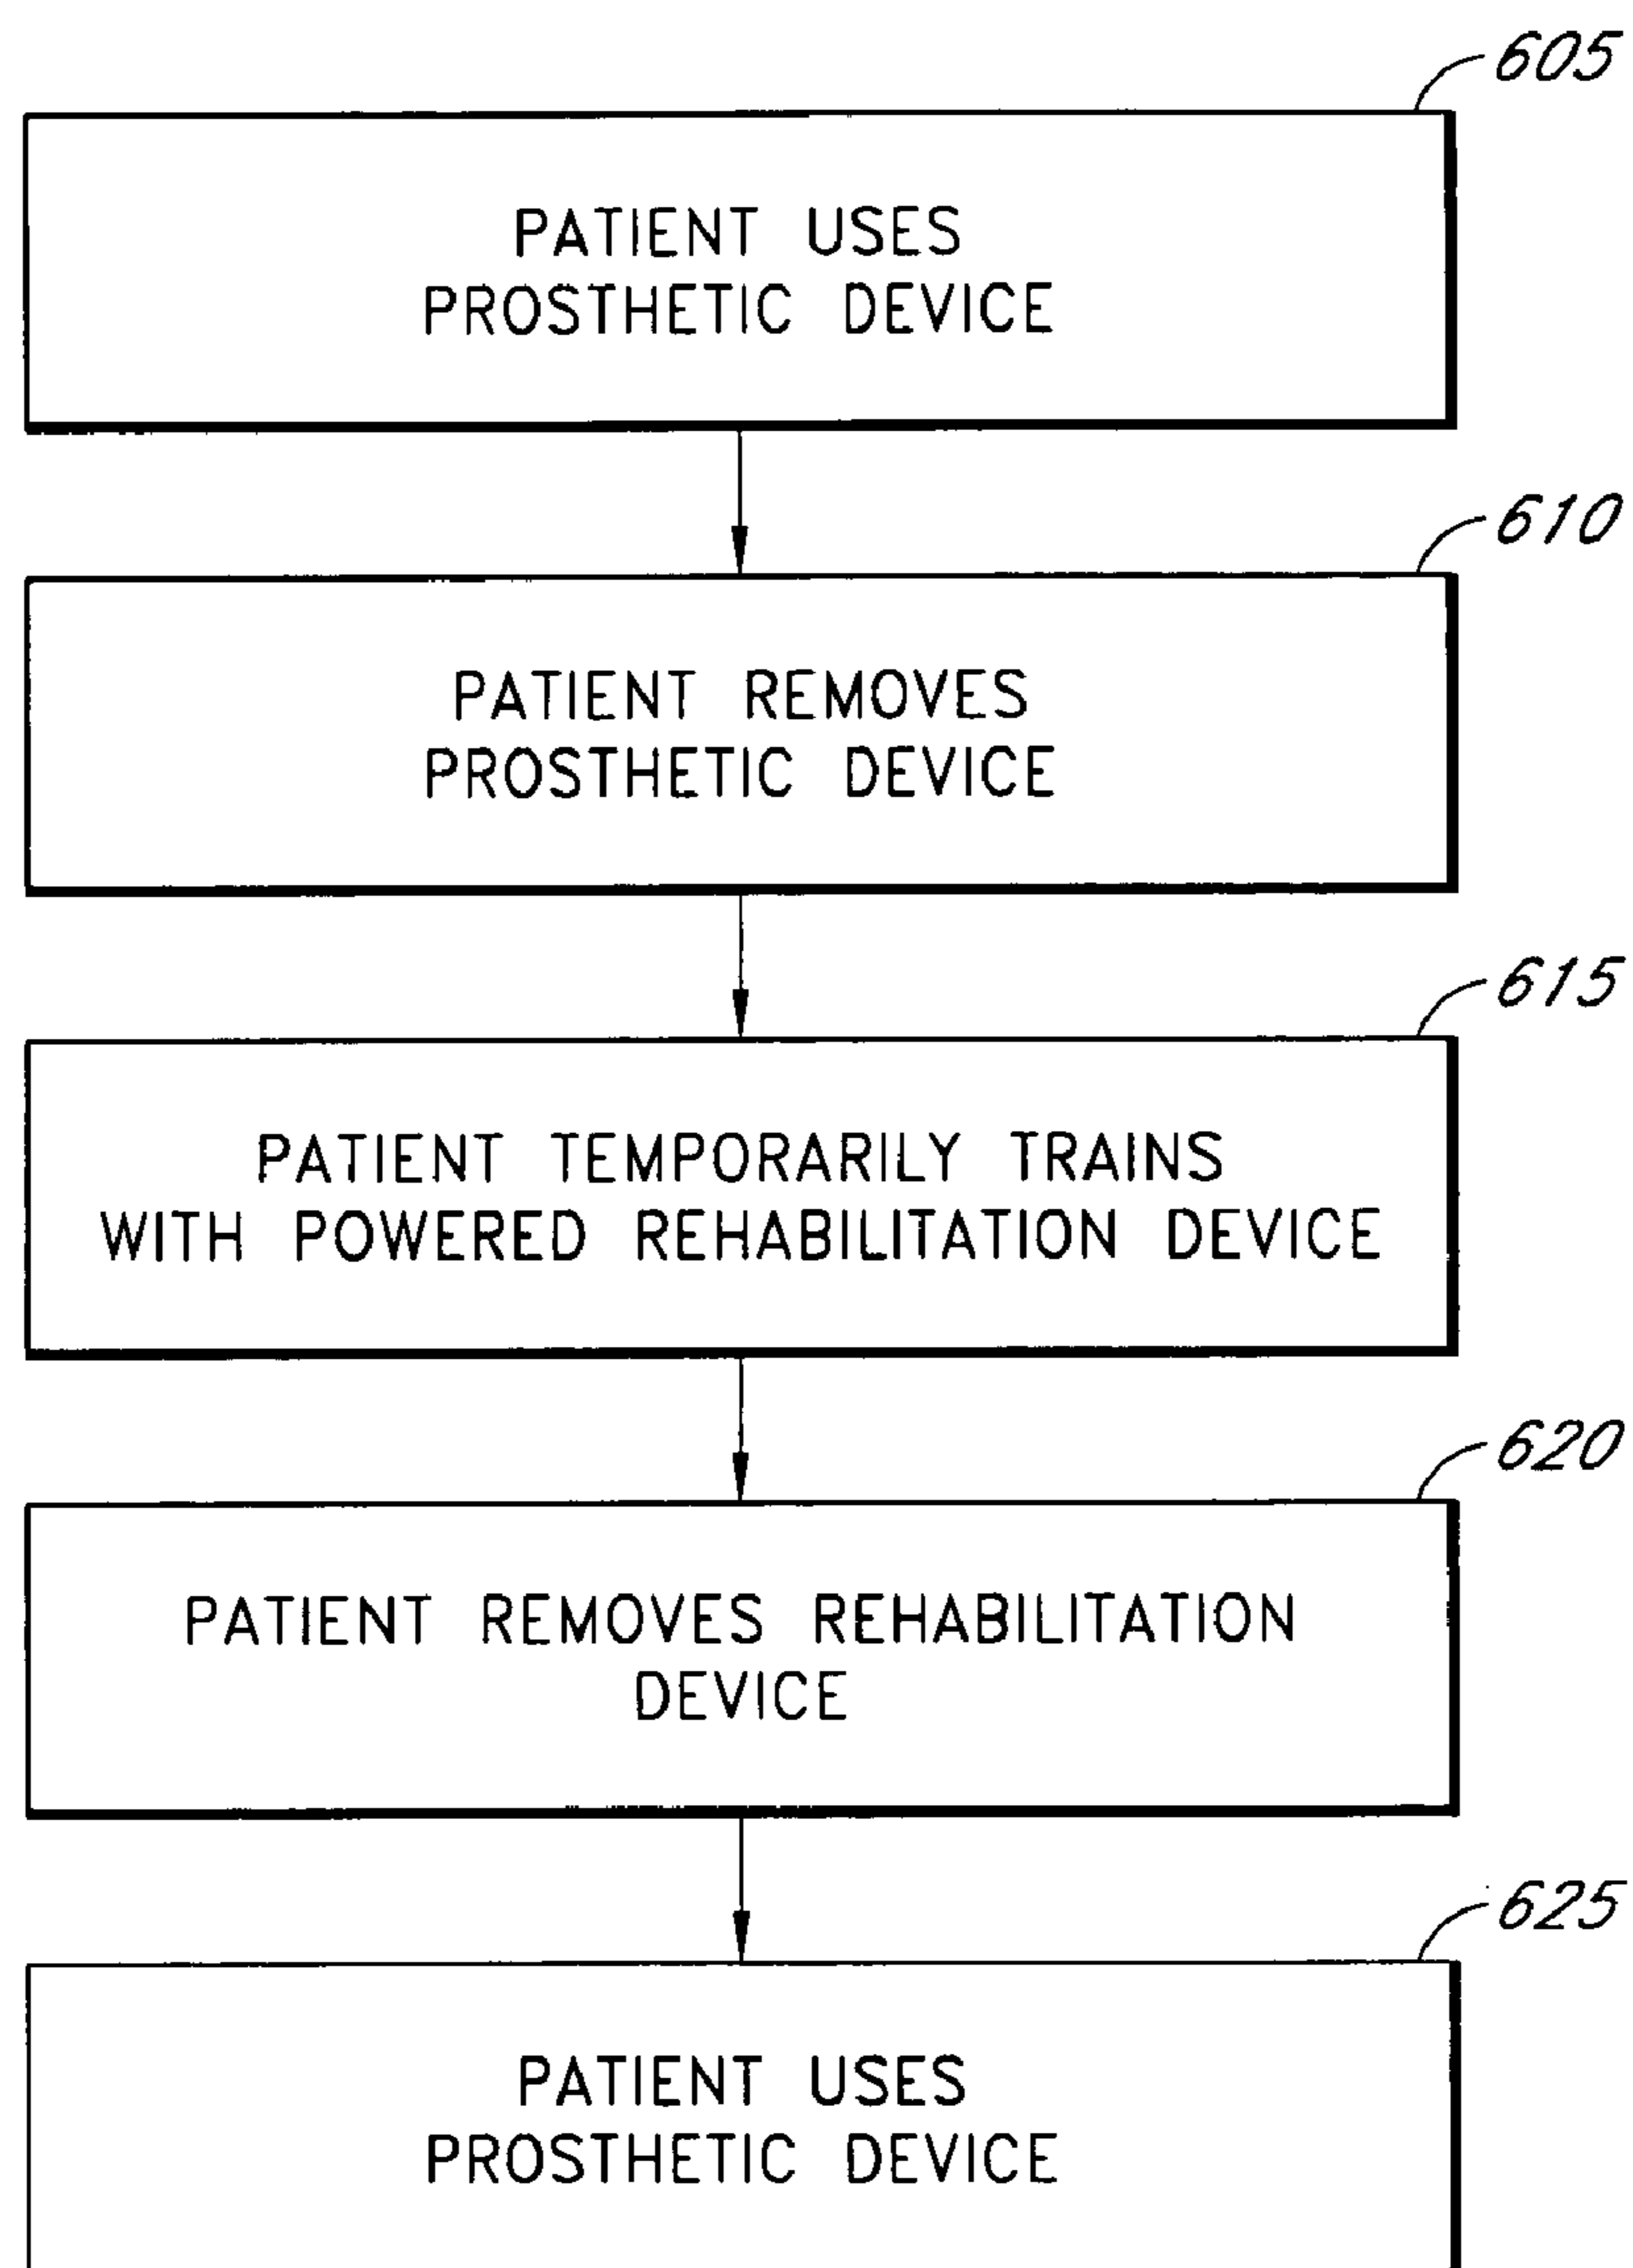 605
PATIENT USES
PROSTHETIC DEVICE
610
PATIENT REMOVES
PROSTHETIC DEVICE
615
PATIENT TEMPORARILY TRAINS
WITH POWERED REHABILITATION DEVICE
620
PATIENT REMOVES REHABILITATION
DEVICE
625
PATIENT USES
PROSTHETIC DEVICE